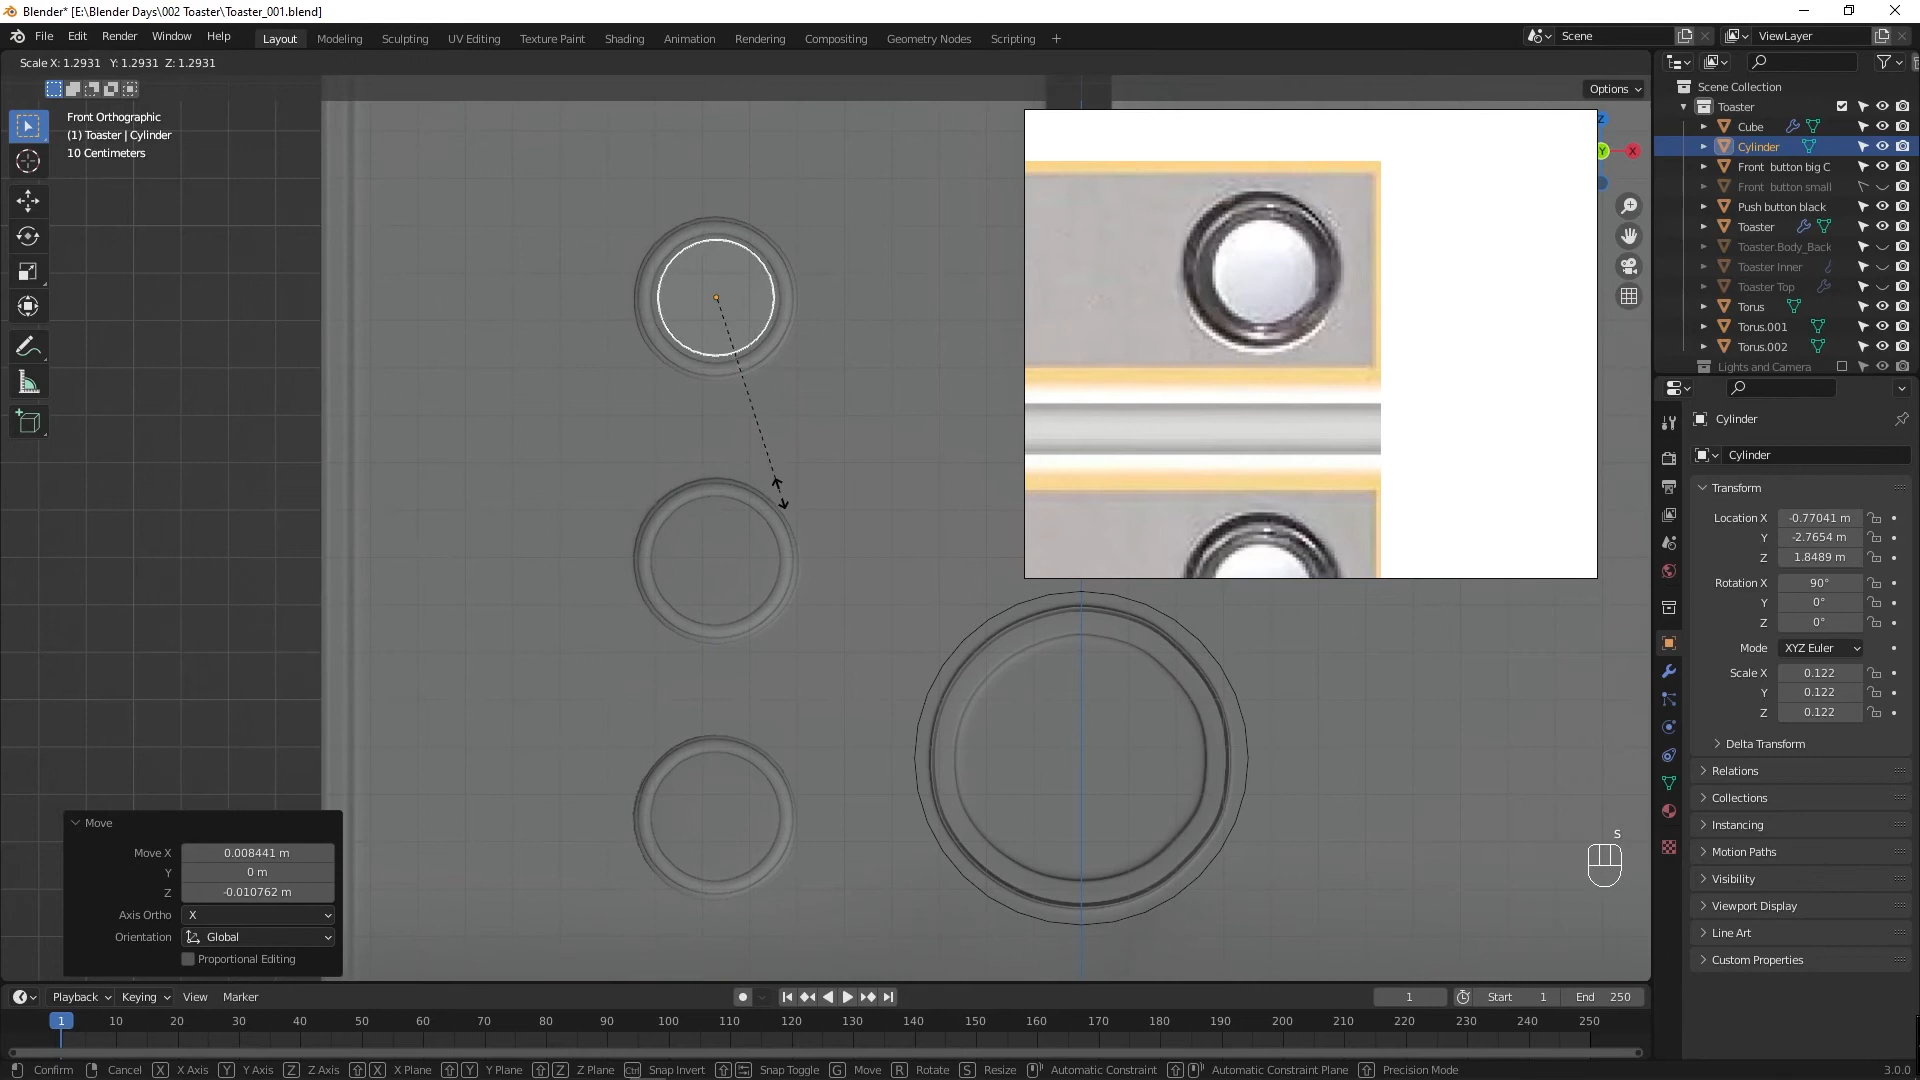 Blender* [E:\Blender Days\002 Toaster\Toaster_001.blend]
File Edit Render Window Help Layout Modeling Sculpting UV Editing Texture Paint Shading Animation Rendering Compositing Geometry Nodes Scripting + Scene ViewLayer
Scale X: 1.2931 Y: 1.2931 Z: 1.2931
Options
Front Orthographic
(1) Toaster | Cylinder
10 Centimeters
Z
Y
X
Scene Collection
Toaster
Cube
Cylinder
Front button big C
Front button small
Push button black
Toaster
Toaster.Body_Back
Toaster Inner
Toaster Top
Torus
Torus.001
Torus.002
Lights and Camera
Cylinder
Cylinder
Transform
Location X -0.77041 m
Y -2.7654 m
Z 1.8489 m
Rotation X 90°
Y 0°
Z 0°
Mode XYZ Euler
Scale X 0.122
Y 0.122
Z 0.122
Delta Transform
Relations
Collections
Instancing
Motion Paths
Visibility
Viewport Display
Line Art
Custom Properties
S
Move
Move X 0.008441 m
Y 0 m
Z -0.010762 m
Axis Ortho X
Orientation Global
Proportional Editing
Playback Keying View Marker 1 Start 1 End 250
1 10 20 30 40 50 60 70 80 90 100 110 120 130 140 150 160 170 180 190 200 210 220 230 240 250
Confirm Cancel X X Axis Y Y Axis Z Z Axis X X Plane Y Y Plane Z Z Plane Ctrl Snap Invert Snap Toggle G Move R Rotate S Resize Automatic Constraint Automatic Constraint Plane Precision Mode 3.0.0